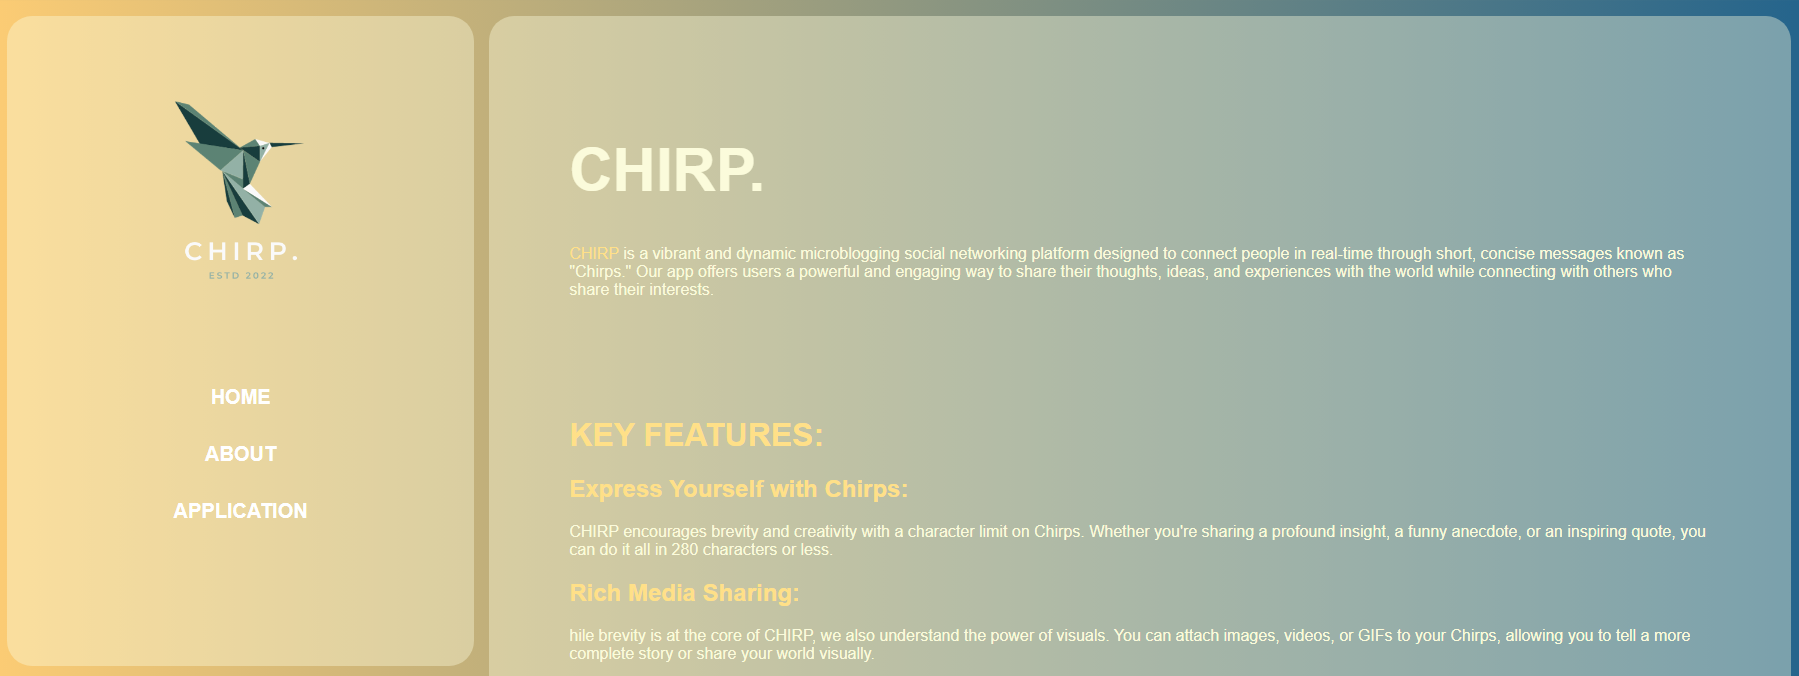 CHIRP.
ESTD 2022
HOME
ABOUT
APPLICATION
CHIRP.
CHIRP is a vibrant and dynamic microblogging social networking platform designed to connect people in real-time through short, concise messages known as
"Chirps." Our app offers users a powerful and engaging way to share their thoughts, ideas, and experiences with the world while connecting with others who
share their interests.
KEY FEATURES:
Express Yourself with Chirps:
CHIRP encourages brevity and creativity with a character limit on Chirps. Whether you're sharing a profound insight, a funny anecdote, or an inspiring quote, you
can do it all in 280 characters or less.
Rich Media Sharing:
hile brevity is at the core of CHIRP, we also understand the power of visuals. You can attach images, videos, or GIFs to your Chirps, allowing you to tell a more
complete story or share your world visually.